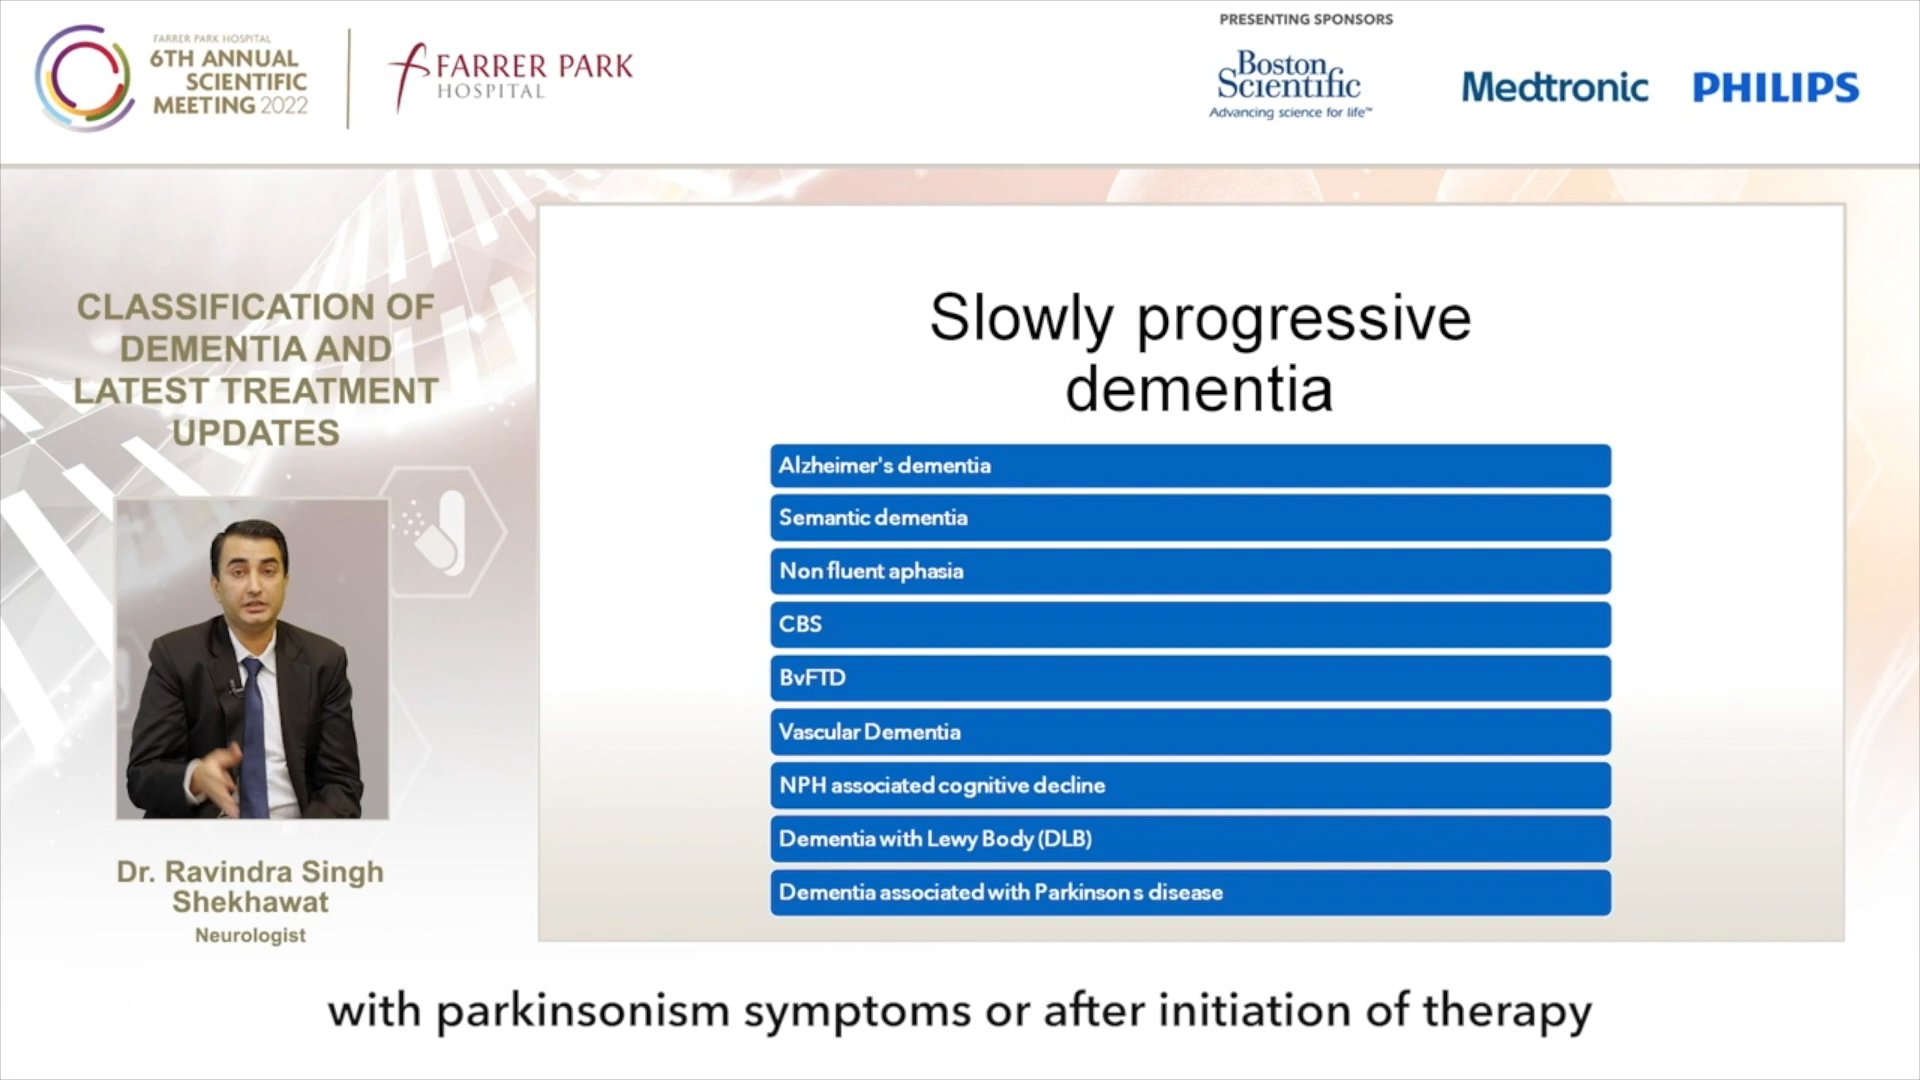 FARRER PARK HOSPITAL
6TH ANNUAL
SCIENTIFIC
MEETING 2022
FARRER PARK
HOSPITAL
PRESENTING SPONSORS
Boston
Scientific
Advancing science for life™
Medtronic
PHILIPS
CLASSIFICATION OF
DEMENTIA AND
LATEST TREATMENT
UPDATES
Dr. Ravindra Singh
Shekhawat
Neurologist
Slowly progressive
dementia
Alzheimer's dementia
Semantic dementia
Non fluent aphasia
CBS
BvFTD
Vascular Dementia
NPH associated cognitive decline
Dementia with Lewy Body (DLB)
Dementia associated with Parkinson s disease
with parkinsonism symptoms or after initiation of therapy